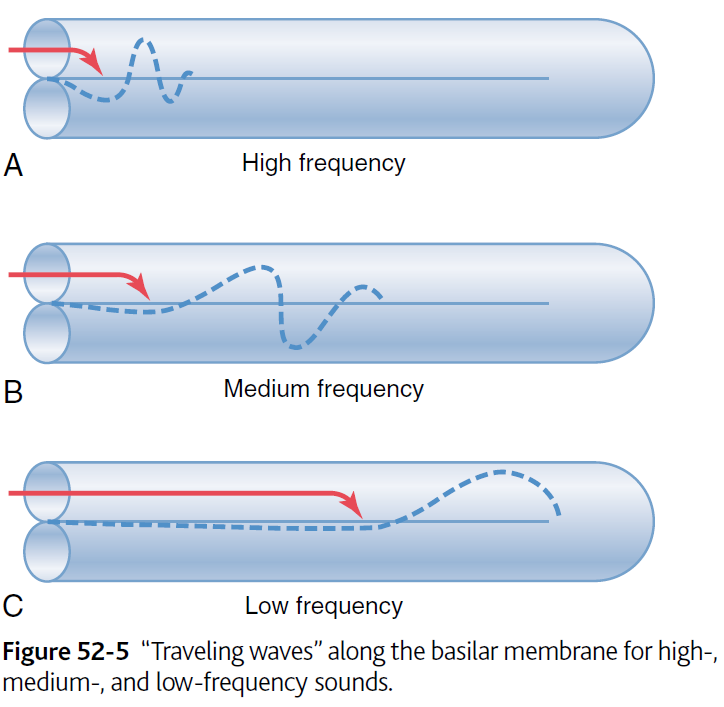 A
High frequency
B
Medium frequency
C
Low frequency
Figure 52-5 “Traveling waves” along the basilar membrane for high-,
medium-, and low-frequency sounds.